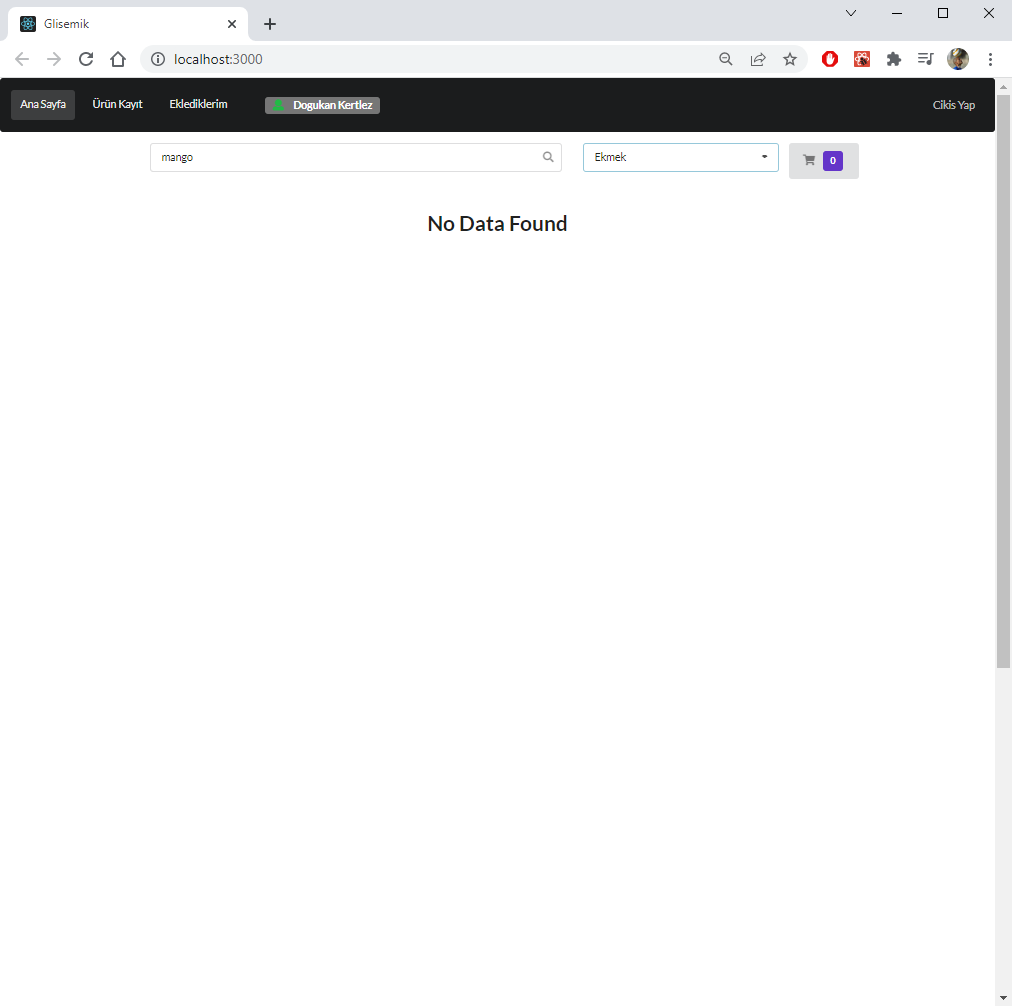 Glisemik
localhost:3000
Ana Sayfa Ürün Kayıt Eklediklerim Dogukan Kertlez Cikis Yap
mango Ekmek 0
No Data Found